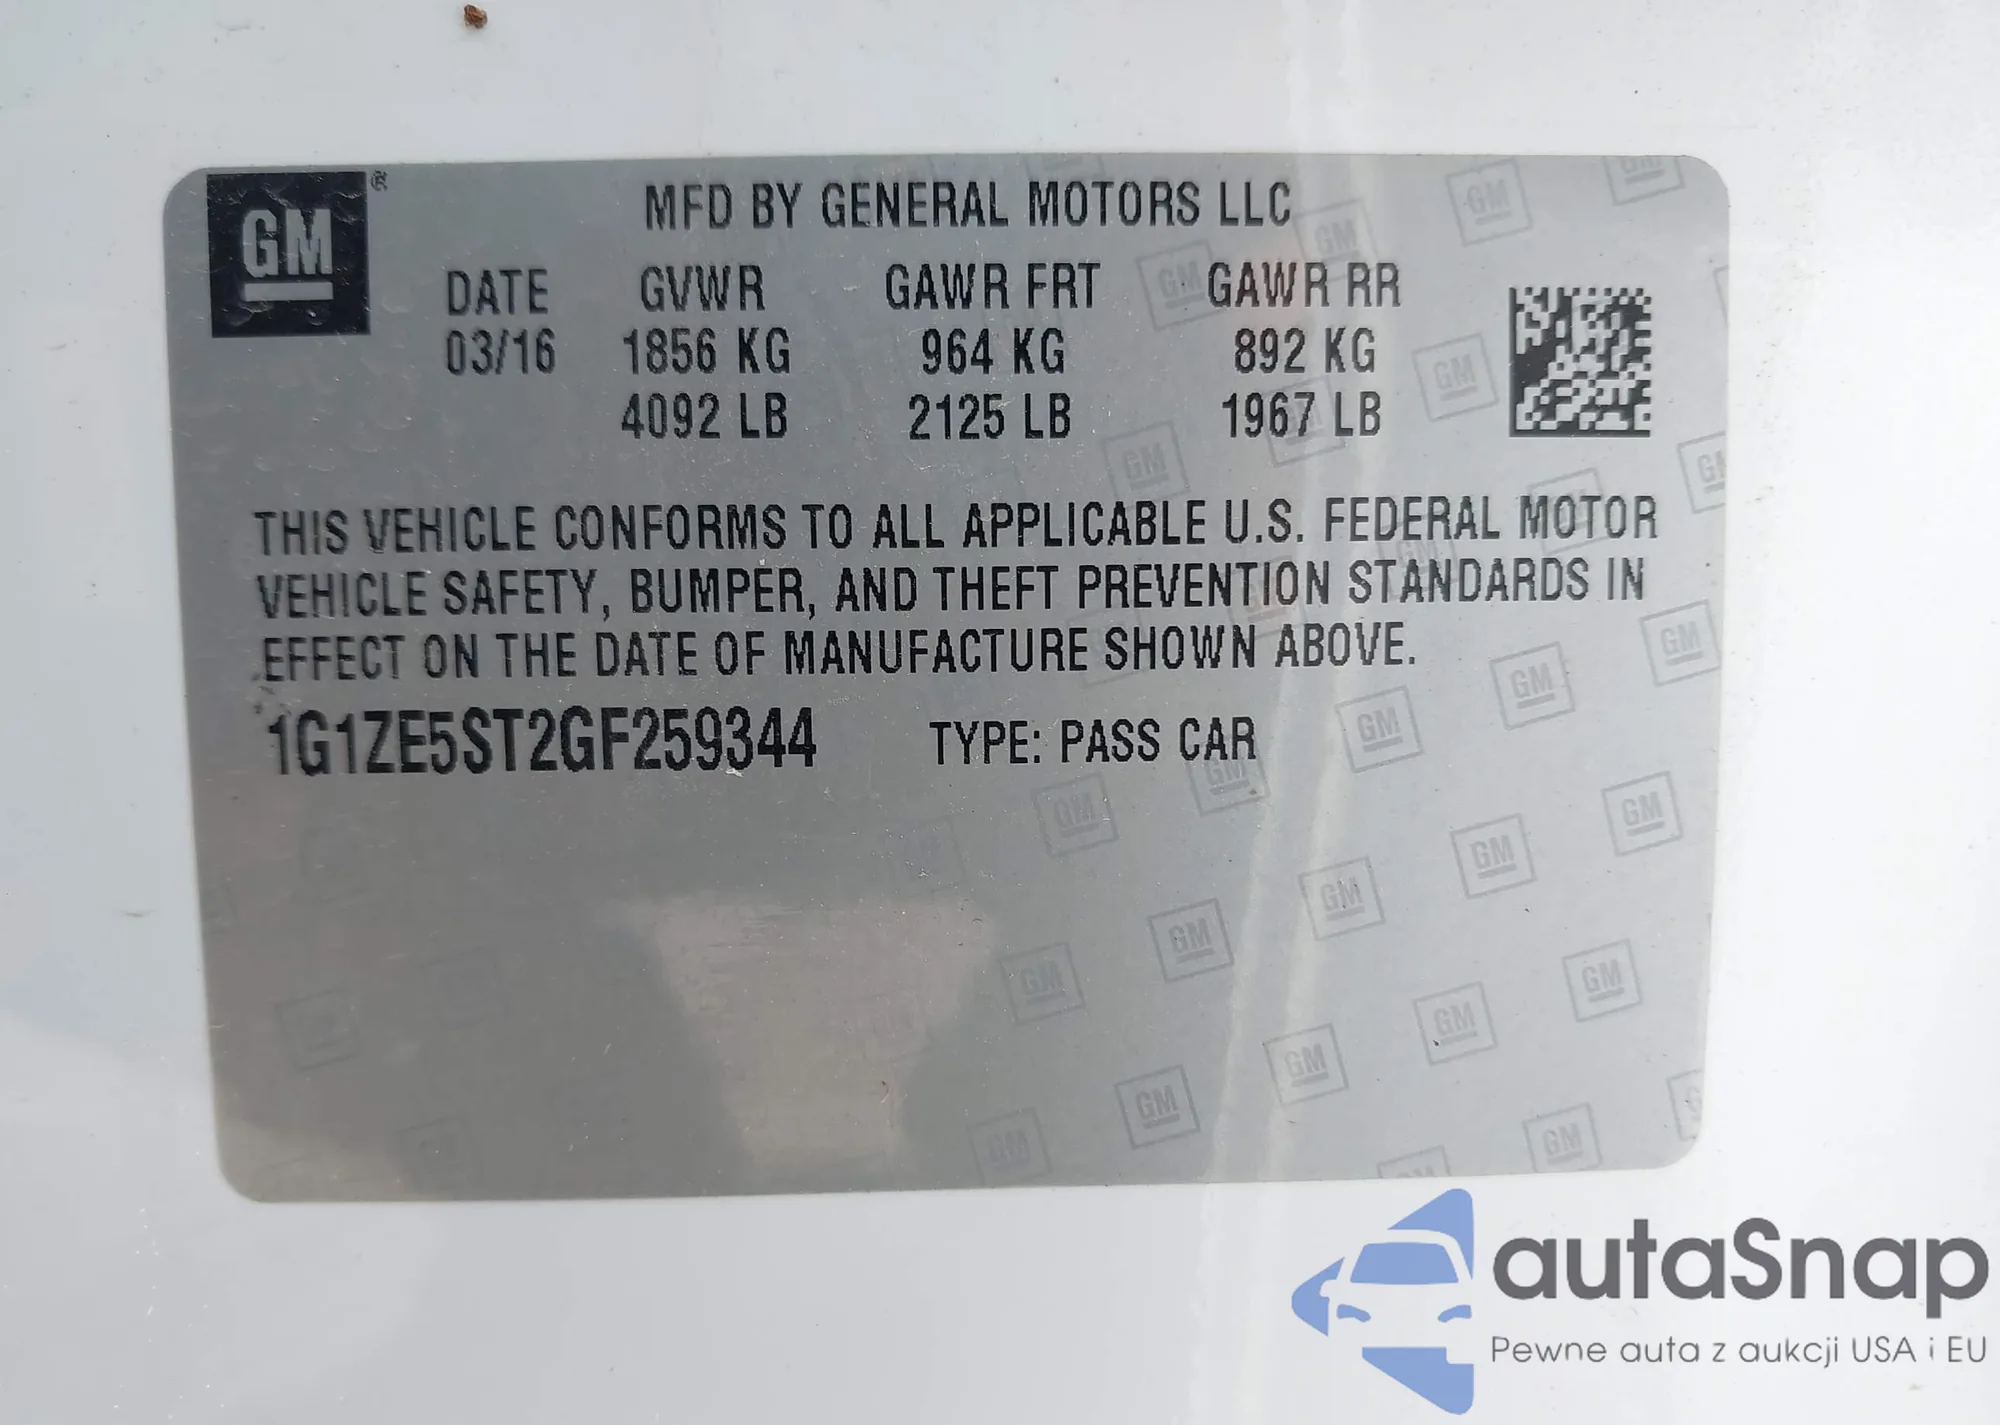 GM ®
MFD BY GENERAL MOTORS LLC
DATE GVWR GAWR FRT GAWR RR
03/16 1856 KG 964 KG 892 KG
4092 LB 2125 LB 1967 LB
THIS VEHICLE CONFORMS TO ALL APPLICABLE U.S. FEDERAL MOTOR
VEHICLE SAFETY, BUMPER, AND THEFT PREVENTION STANDARDS IN
EFFECT ON THE DATE OF MANUFACTURE SHOWN ABOVE.
1G1ZE5ST2GF259344 TYPE: PASS CAR
autaSnap
Pewne auta z aukcji USA i EU